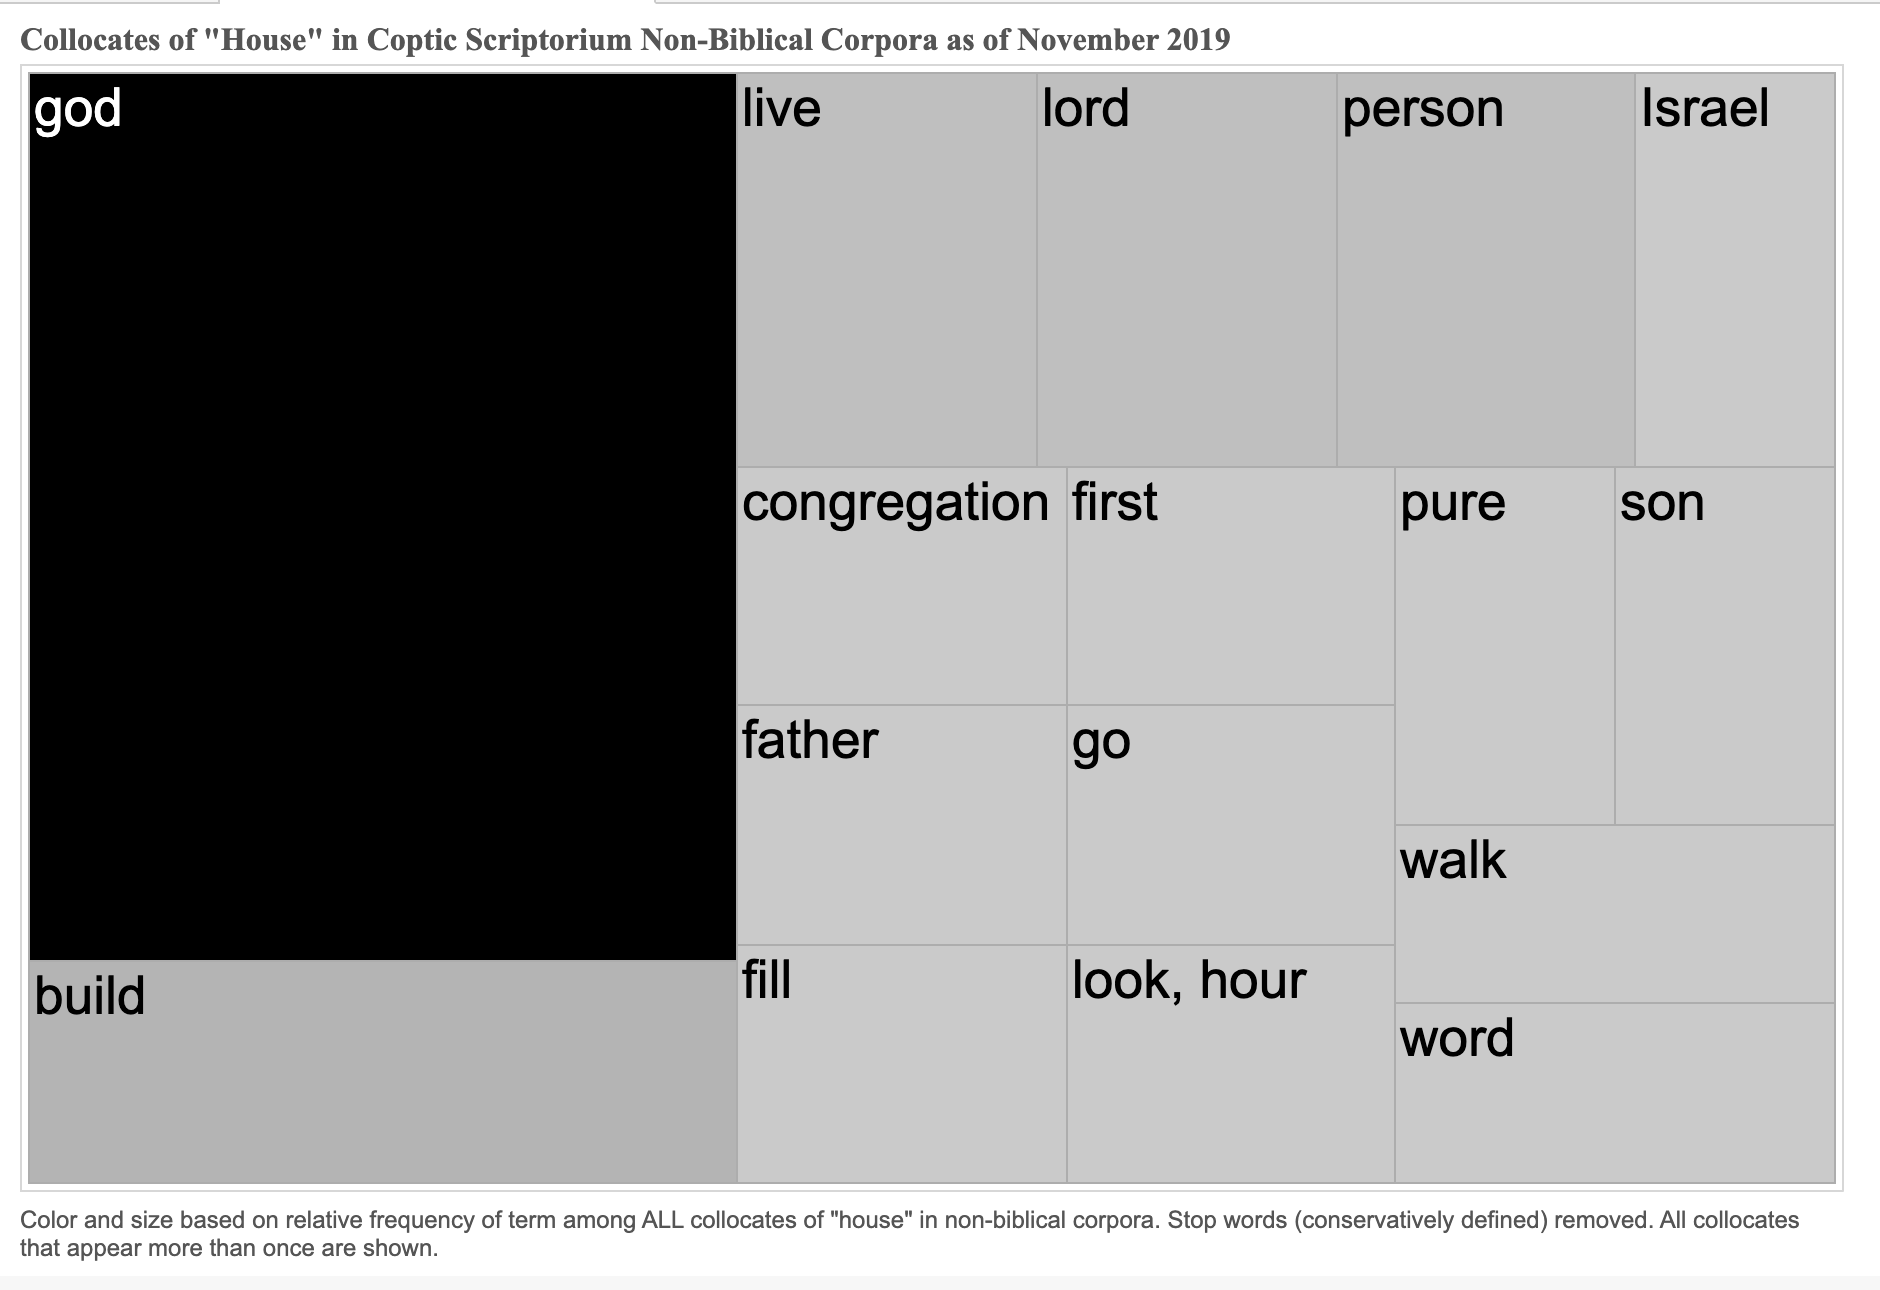 Collocates of "House" in Coptic Scriptorium Non-Biblical Corpora as of November 2019
god
live
lord
person
Israel
congregation
first
pure
son
father
go
walk
build
fill
look, hour
word
Color and size based on relative frequency of term among ALL collocates of "house" in non-biblical corpora. Stop words (conservatively defined) removed. All collocates
that appear more than once are shown.